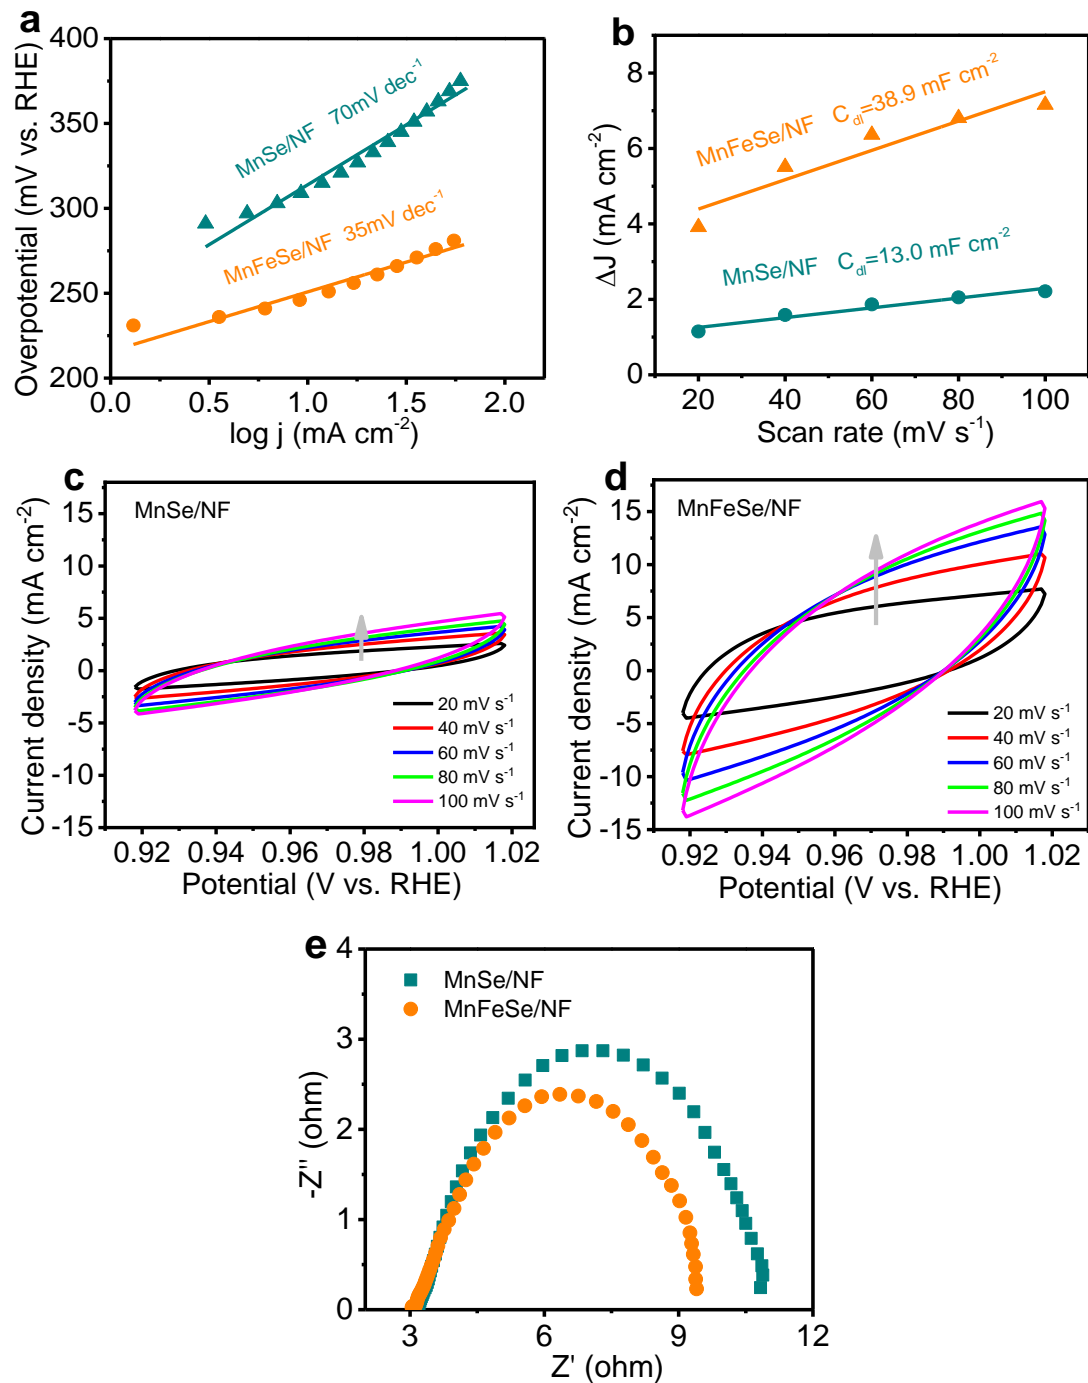 a
400
350
300
250
200
Overpotential (mV vs. RHE)
MnSe/NF 70mV dec⁻¹
MnFeSe/NF 35mV dec⁻¹
0.0 0.5 1.0 1.5 2.0
log j (mA cm⁻²)
b
8
6
4
2
0
ΔJ (mA cm⁻²)
MnFeSe/NF C_dl=38.9 mF cm⁻²
MnSe/NF C_dl=13.0 mF cm⁻²
20 40 60 80 100
Scan rate (mV s⁻¹)
c
15
10
5
0
-5
-10
-15
Current density (mA cm⁻²)
MnSe/NF
20 mV s⁻¹
40 mV s⁻¹
60 mV s⁻¹
80 mV s⁻¹
100 mV s⁻¹
0.92 0.94 0.96 0.98 1.00 1.02
Potential (V vs. RHE)
d
15
10
5
0
-5
-10
-15
Current density (mA cm⁻²)
MnFeSe/NF
20 mV s⁻¹
40 mV s⁻¹
60 mV s⁻¹
80 mV s⁻¹
100 mV s⁻¹
0.92 0.94 0.96 0.98 1.00 1.02
Potential (V vs. RHE)
e
4
3
2
1
0
-Z'' (ohm)
MnSe/NF
MnFeSe/NF
3 6 9 12
Z' (ohm)